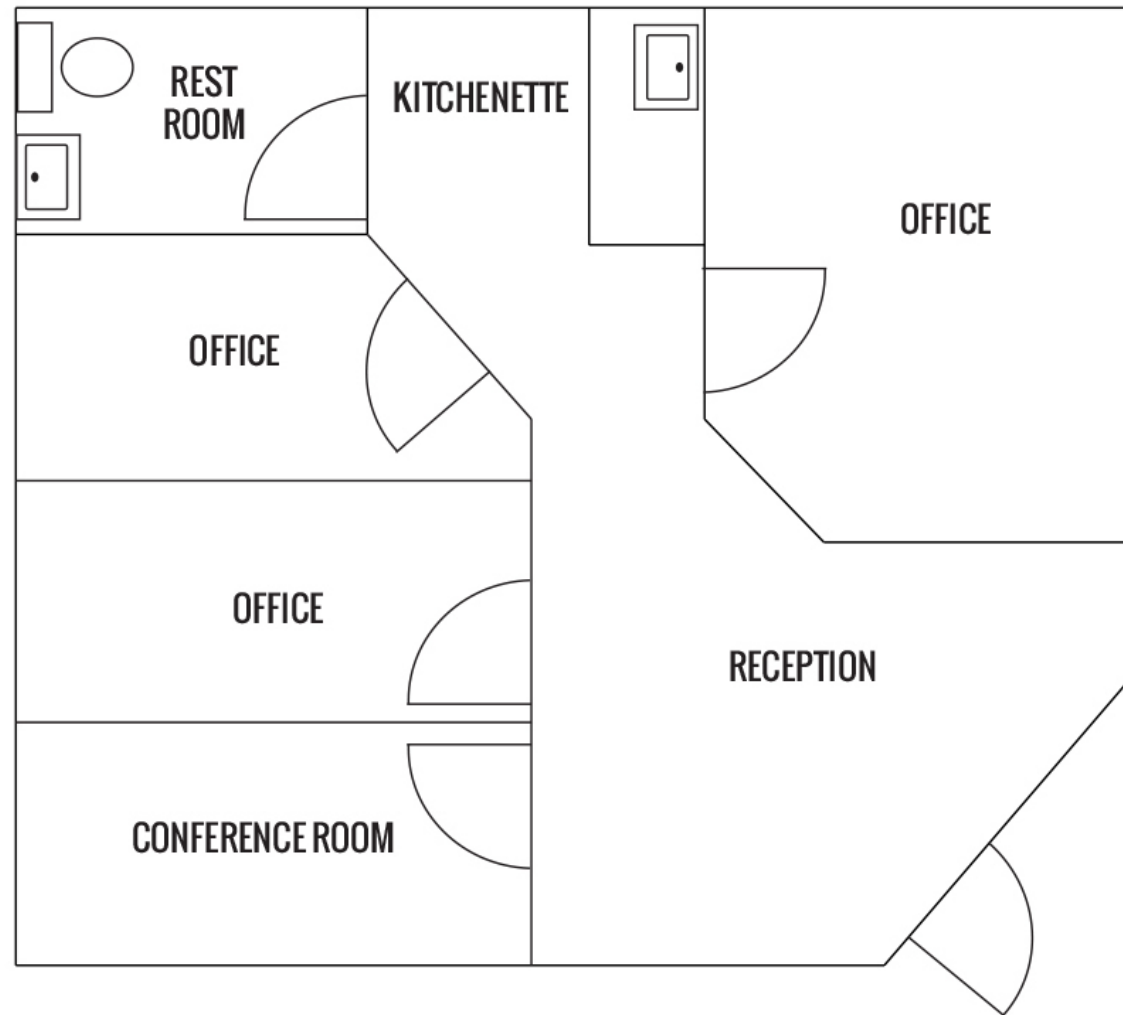 REST
ROOM
KITCHENETTE
OFFICE
OFFICE
OFFICE
RECEPTION
CONFERENCE ROOM